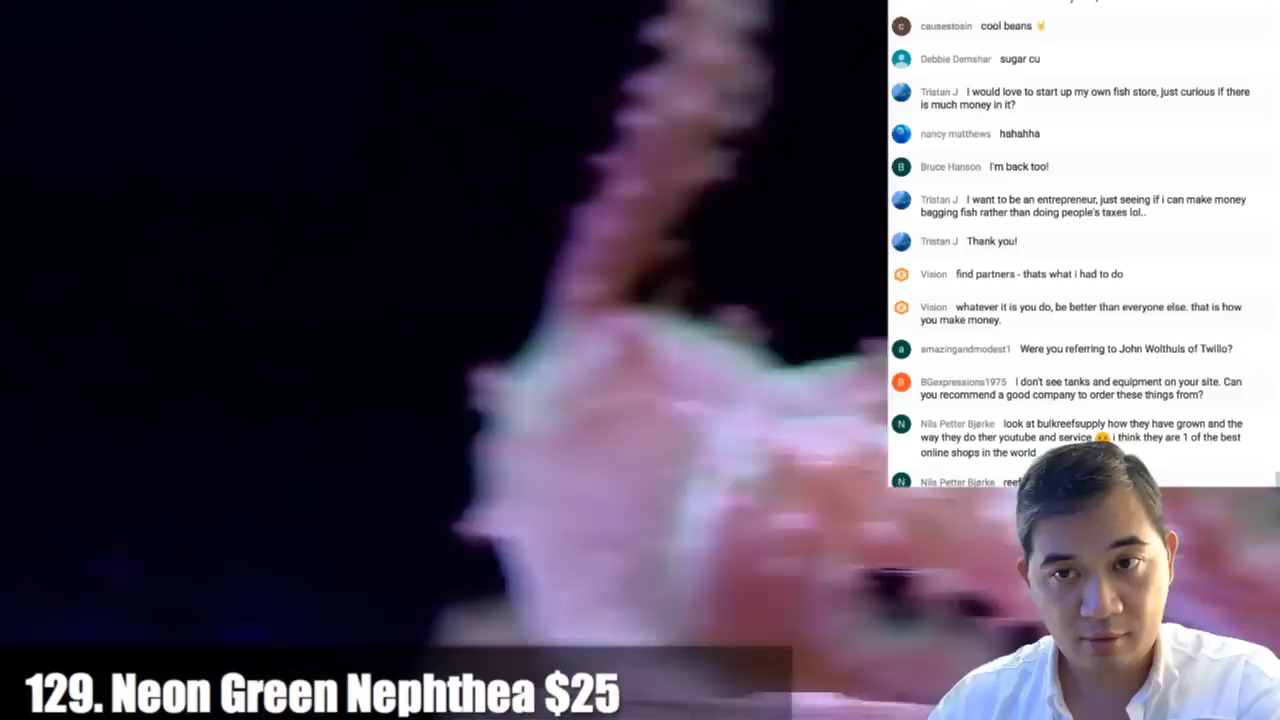 causestosin cool beans 🤘
Debbie Demshar sugar cu
Tristan J I would love to start up my own fish store, just curious if there
is much money in it?
nancy matthews hahahha
Bruce Hanson I'm back too!
Tristan J I want to be an entrepreneur, just seeing if i can make money
bagging fish rather than doing people's taxes lol..
Tristan J Thank you!
Vision find partners - thats what i had to do
Vision whatever it is you do, be better than everyone else. that is how
you make money.
amazingandmodest1 Were you referring to John Wolthuis of Twilio?
BGexpressions1975 I don't see tanks and equipment on your site. Can
you recommend a good company to order these things from?
Nils Petter Bjørke look at bulkreefsupply how they have grown and the
way they do ther youtube and service i think they are 1 of the best
online shops in the world
Nils Petter Bjørke
129. Neon Green Nephthea $25